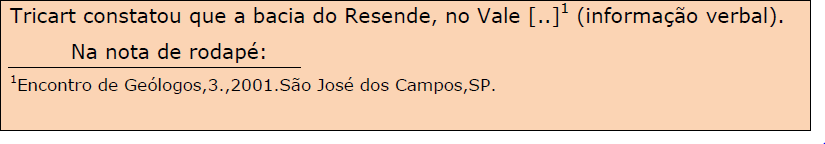 Tricart constatou que a bacia do Resende, no Vale [..]¹ (informação verbal).
Na nota de rodapé:
¹Encontro de Geólogos,3.,2001.São José dos Campos,SP.